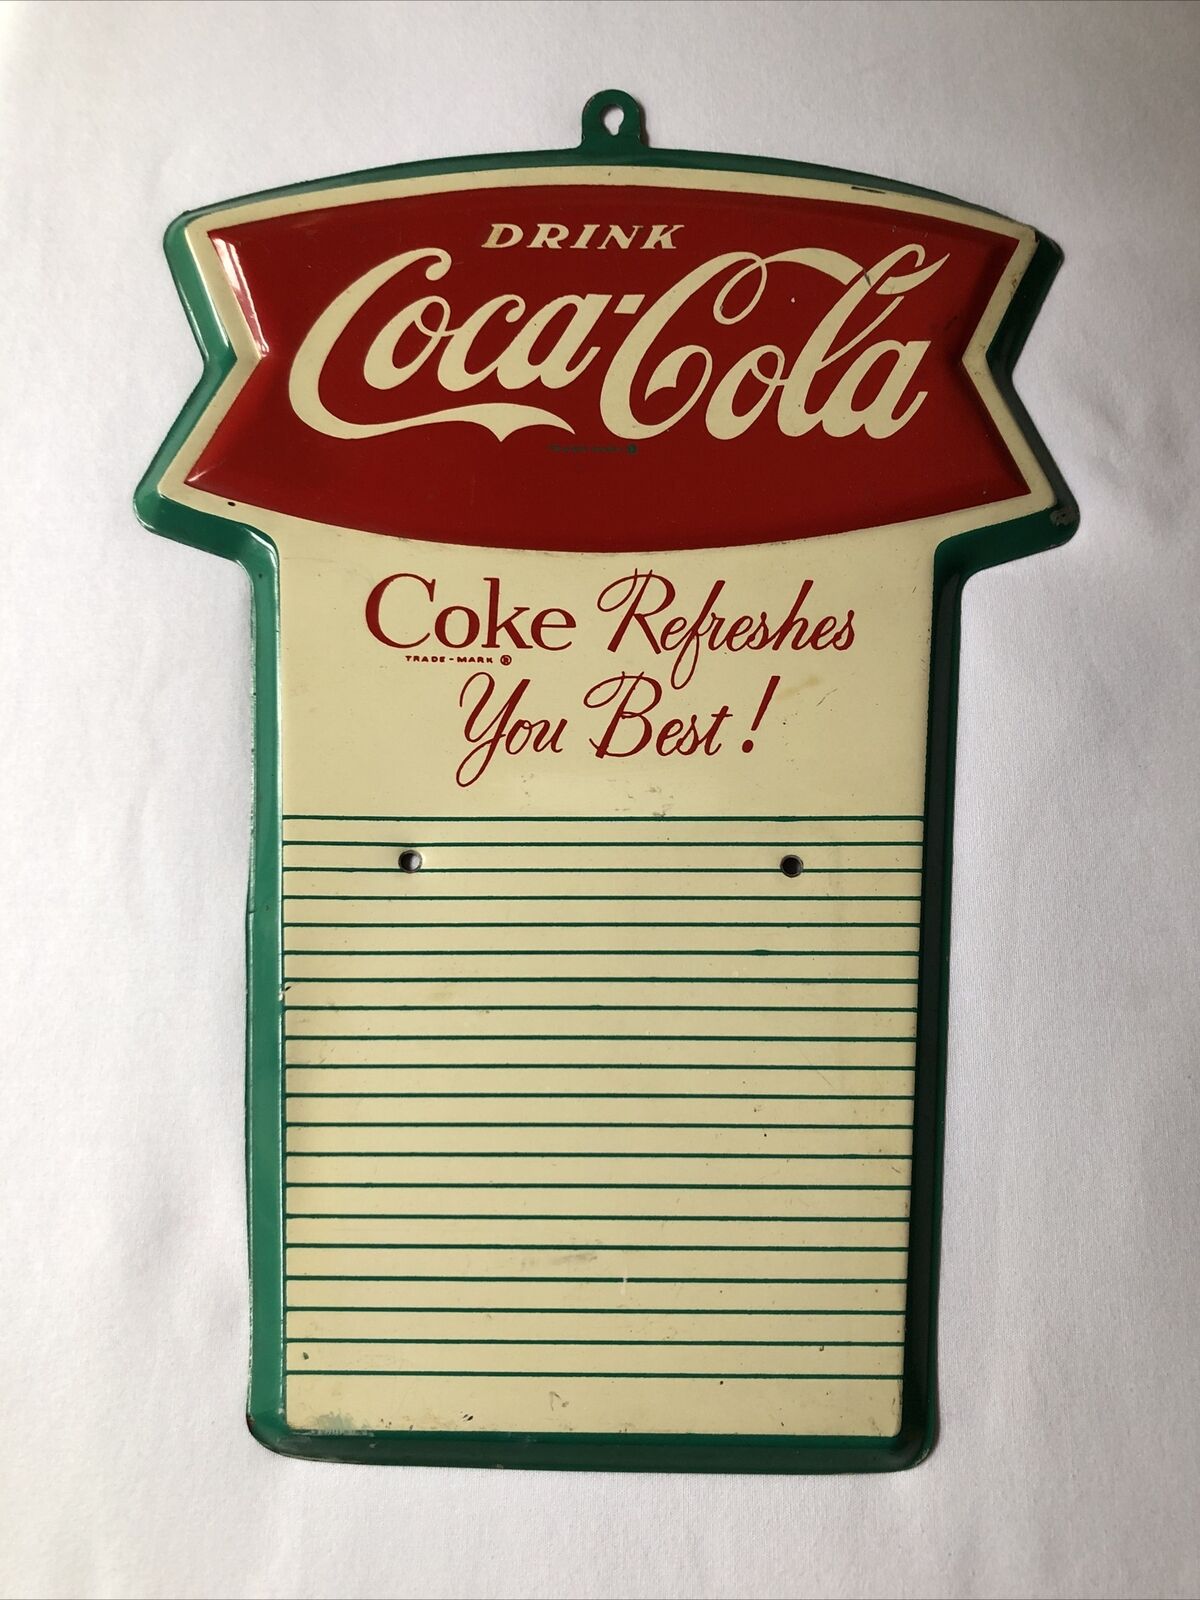 DRINK
Coca-Cola
Coke Refreshes
TRADE-MARK ®
You Best!